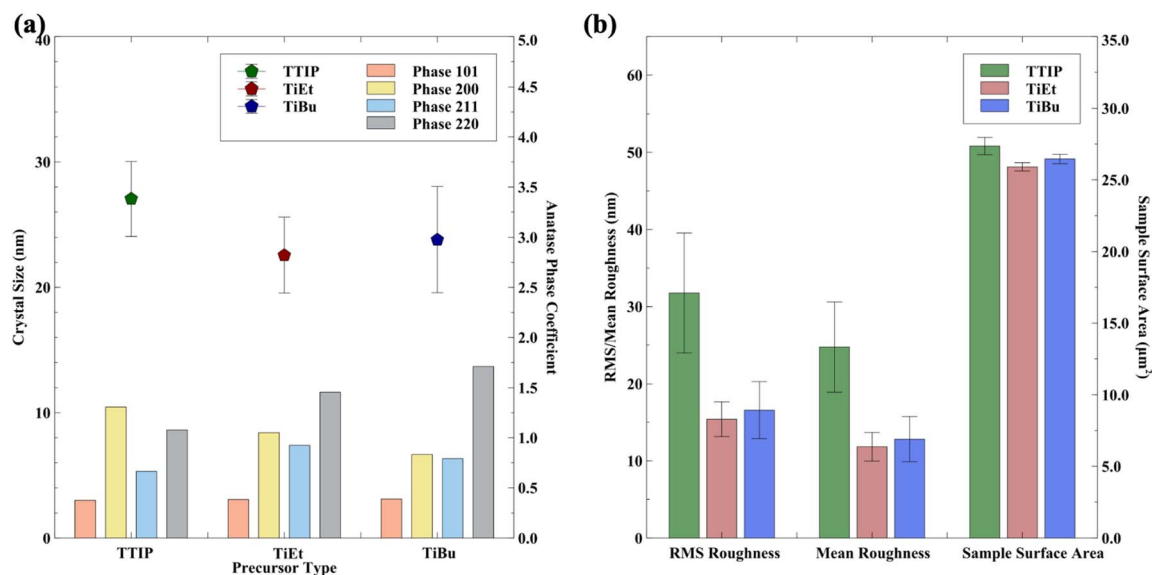 (a)
40
30
20
10
0
Crystal Size (nm)
TTIP
TiEt
TiBu
Phase 101
Phase 200
Phase 211
Phase 220
5.0
4.5
4.0
3.5
3.0
2.5
2.0
1.5
1.0
0.5
0.0
Anatase Phase Coefficient
TTIP
TiEt
TiBu
Precursor Type
(b)
60
50
40
30
20
10
0
RMS/Mean Roughness (nm)
TTIP
TiEt
TiBu
35.0
30.0
25.0
20.0
15.0
10.0
5.0
0.0
Sample Surface
Area (μm²)
RMS Roughness
Mean Roughness
Sample Surface Area